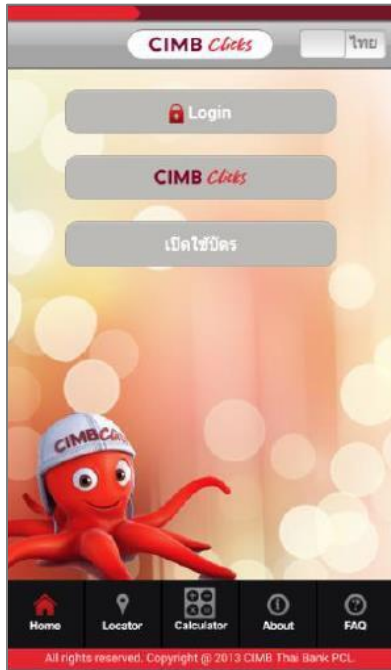 CIMB Clicks
ไทย
Login
CIMB Clicks
เปิดใช้บัตร
CIMBClicks
Home Locator Calculator About FAQ
All rights reserved. Copyright @ 2013 CIMB Thai Bank PCL.